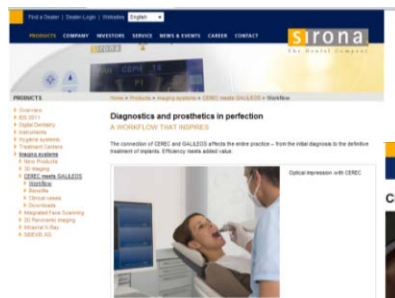 Find a Dealer | Dealer Login | Websites English
PRODUCTS COMPANY INVESTORS SERVICE NEWS & EVENTS CAREER CONTACT
sirona
The Dental Company
PRODUCTS
Home » Products » Imaging systems » CEREC meets GALILEOS » Workflow
Overview
IDS 2011
Digital Dentistry
Instruments
Hygiene systems
Treatment Centers
Imaging systems
New Products
3D Imaging
CEREC meets GALILEOS
Workflow
Benefits
Clinical cases
Downloads
Integrated Face Scanning
2D Panoramic Imaging
Intraoral X-Ray
SIDEXIS XG
Diagnostics and prosthetics in perfection
A WORKFLOW THAT INSPIRES
The connection of CEREC and GALILEOS affects the entire practice – from the initial diagnosis to the definitive
treatment of implants. Efficiency meets added value.
Optical impression with CEREC